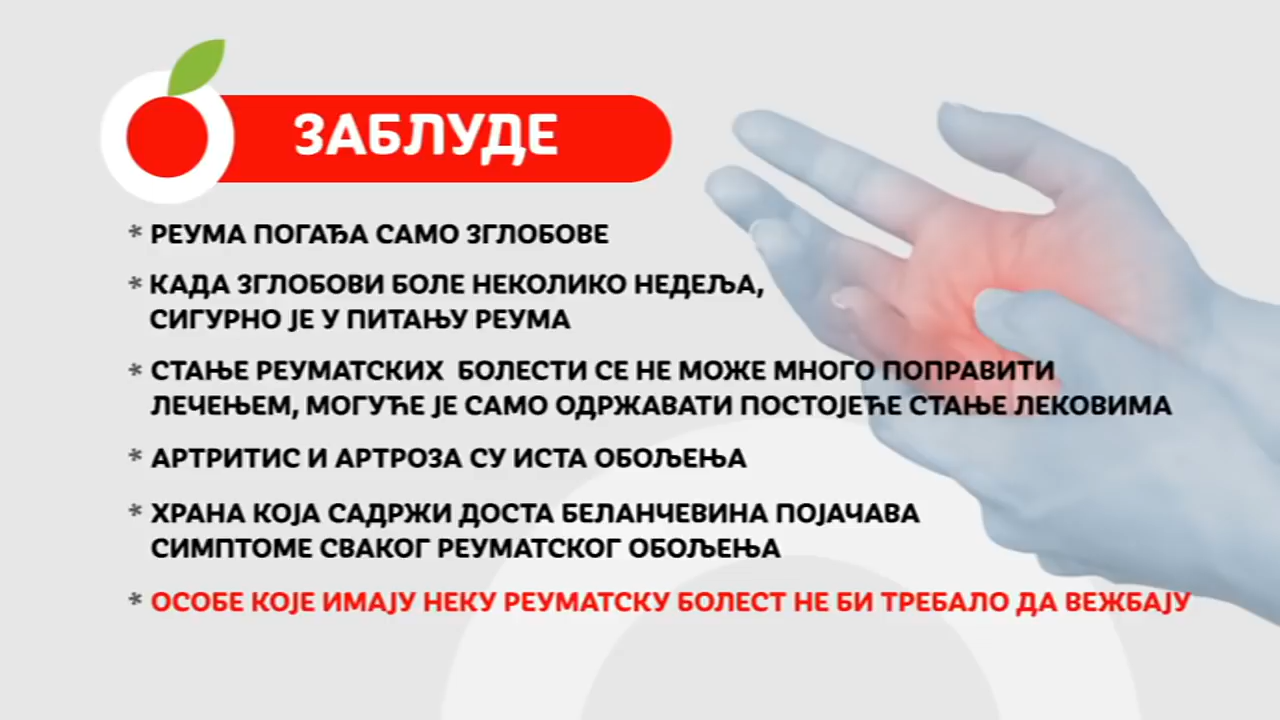 ЗАБЛУДЕ
* РЕУМА ПОГАЂА САМО ЗГЛОБОВЕ
* КАДА ЗГЛОБОВИ БОЛЕ НЕКОЛИКО НЕДЕЉА,
СИГУРНО ЈЕ У ПИТАЊУ РЕУМА
* СТАЊЕ РЕУМАТСКИХ БОЛЕСТИ СЕ НЕ МОЖЕ МНОГО ПОПРАВИТИ
ЛЕЧЕЊЕМ, МОГУЋЕ ЈЕ САМО ОДРЖАВАТИ ПОСТОЈЕЋЕ СТАЊЕ ЛЕКОВИМА
* АРТРИТИС И АРТРОЗА СУ ИСТА ОБОЉЕЊА
* ХРАНА КОЈА САДРЖИ ДОСТА БЕЛАНЧЕВИНА ПОЈАЧАВА
СИМПТОМЕ СВАКОГ РЕУМАТСКОГ ОБОЉЕЊА
* ОСОБЕ КОЈЕ ИМАЈУ НЕКУ РЕУМАТСКУ БОЛЕСТ НЕ БИ ТРЕБАЛО ДА ВЕЖБАЈУ